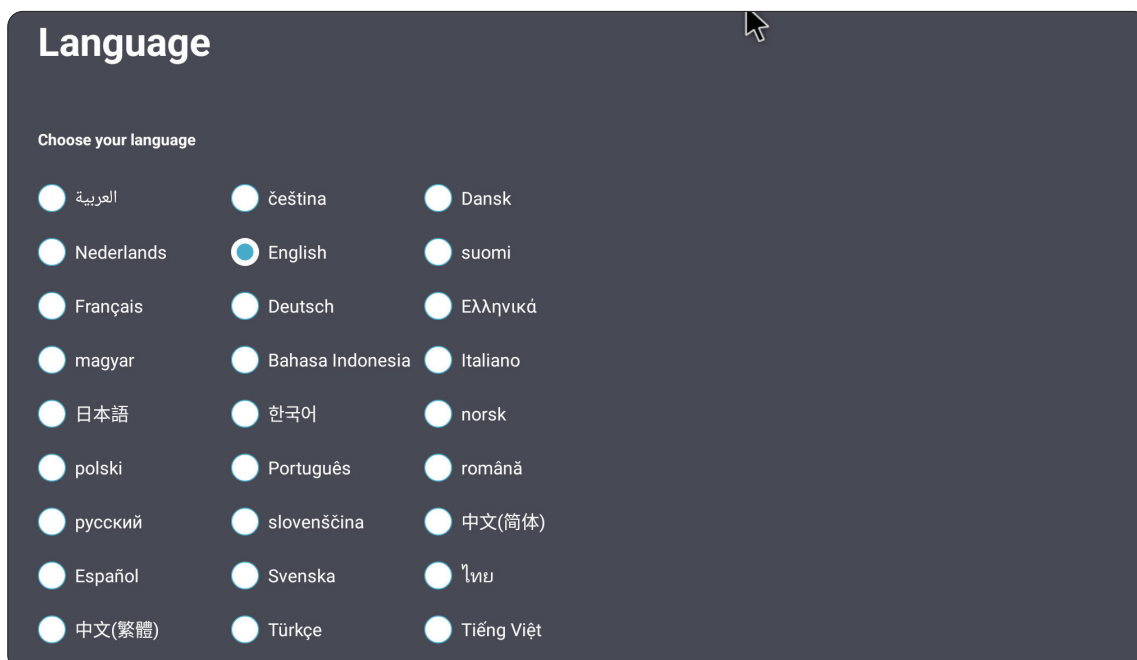 Language
Choose your language
العربية čeština Dansk
Nederlands English suomi
Français Deutsch Ελληνικά
magyar Bahasa Indonesia Italiano
日本語 한국어 norsk
polski Português română
русский slovenščina 中文(简体)
Español Svenska ไทย
中文(繁體) Türkçe Tiếng Việt